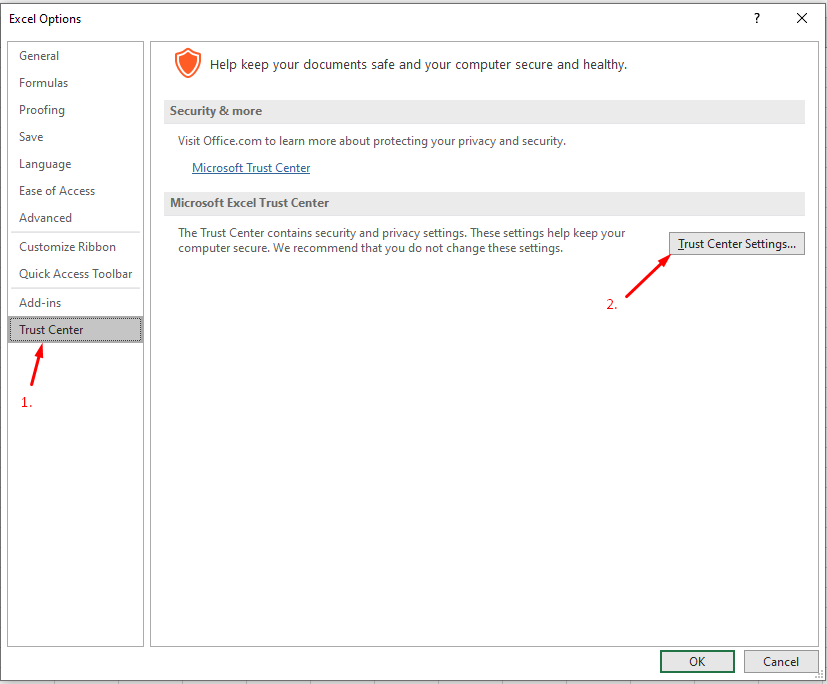 Excel Options
?
General
Formulas
Proofing
Save
Language
Ease of Access
Advanced
Customize Ribbon
Quick Access Toolbar
Add-ins
Trust Center
1.
Help keep your documents safe and your computer secure and healthy.
Security & more
Visit Office.com to learn more about protecting your privacy and security.
Microsoft Trust Center
Microsoft Excel Trust Center
The Trust Center contains security and privacy settings. These settings help keep your
computer secure. We recommend that you do not change these settings.
Trust Center Settings...
2.
OK
Cancel